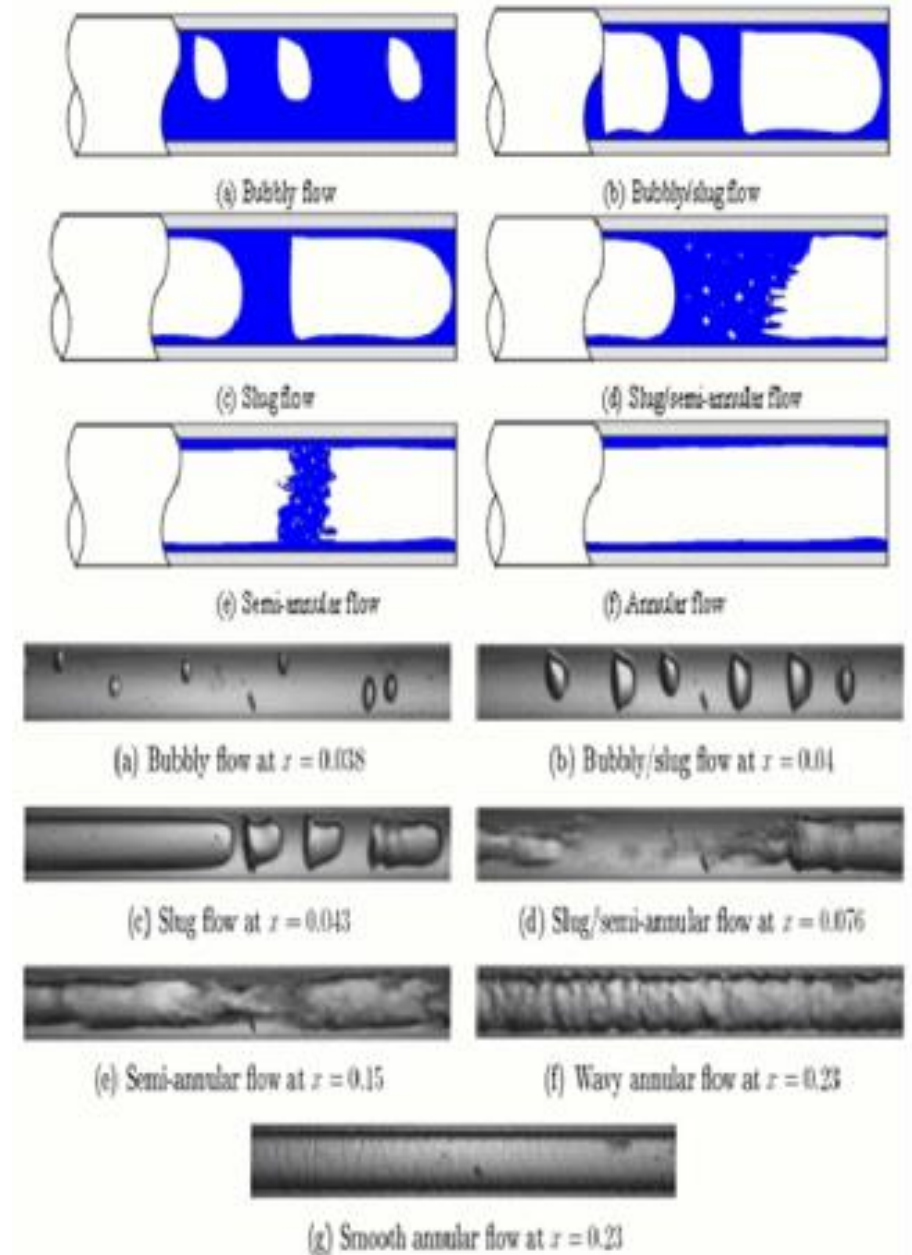 (a) Bubbly flow
(b) Bubbly/slug flow
(c) Slug flow
(d) Slug/semi-annular flow
(e) Semi-annular flow
(f) Annular flow
(a) Bubbly flow at x = 0.038
(b) Bubbly/slug flow at x = 0.04
(c) Slug flow at x = 0.043
(d) Slug/semi-annular flow at x = 0.076
(e) Semi-annular flow at x = 0.15
(f) Wavy annular flow at x = 0.23
(g) Smooth annular flow at x = 0.23